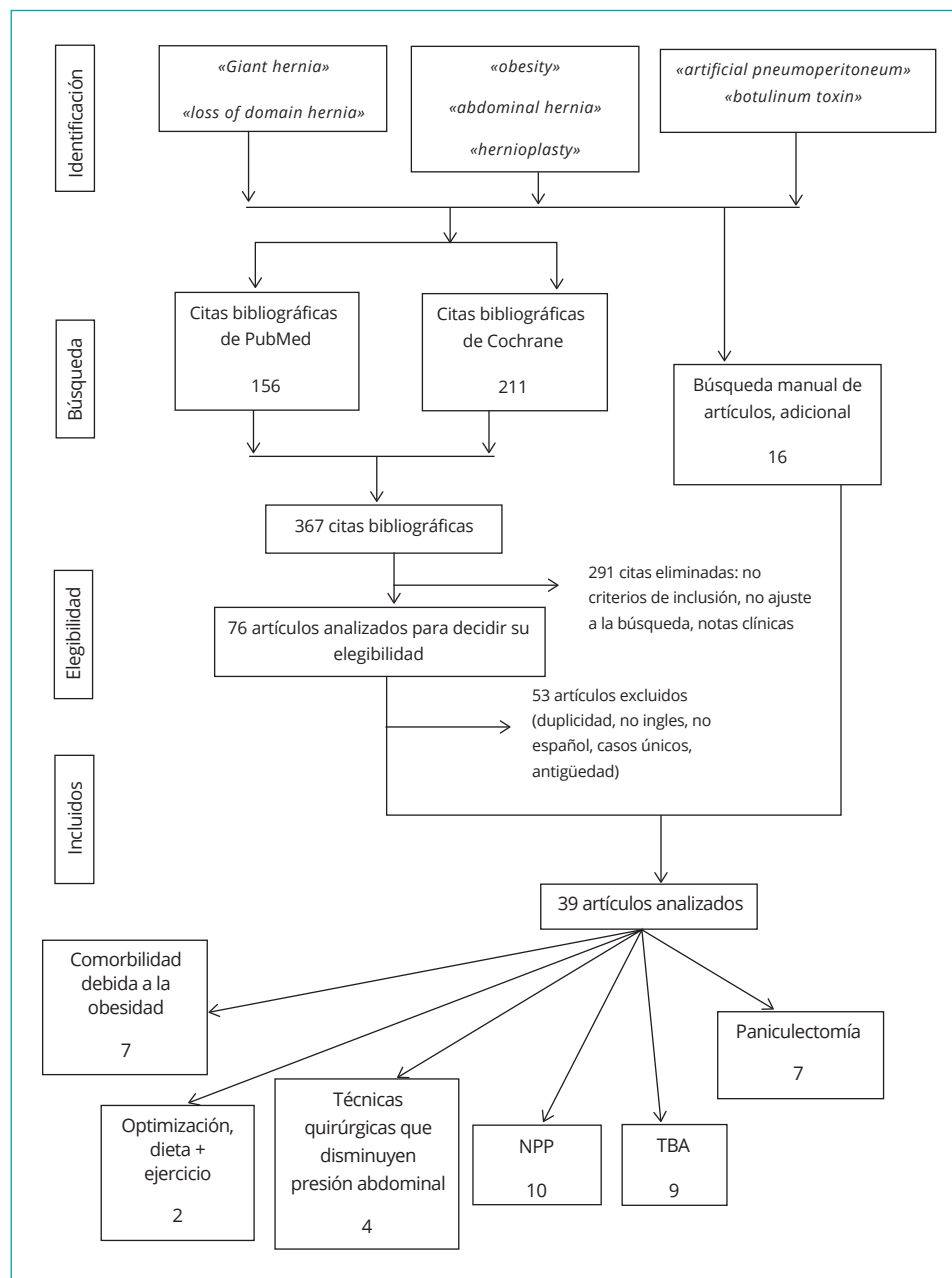 Identificación
«Giant hernia»
«loss of domain hernia»
«obesity»
«abdominal hernia»
«hernioplasty»
«artificial pneumoperitoneum»
«botulinum toxin»
Búsqueda
Citas bibliográficas
de PubMed
156
Citas bibliográficas
de Cochrane
211
Búsqueda manual de
artículos, adicional
16
367 citas bibliográficas
Elegibilidad
291 citas eliminadas: no
criterios de inclusión, no ajuste
a la búsqueda, notas clínicas
76 artículos analizados para decidir su
elegibilidad
53 artículos excluidos
(duplicidad, no ingles, no
español, casos únicos,
antigüedad)
Incluidos
39 artículos analizados
Comorbilidad
debida a la
obesidad
7
Optimización,
dieta +
ejercicio
2
Técnicas
quirúrgicas que
disminuyen
presión abdominal
4
NPP
10
TBA
9
Paniculectomía
7